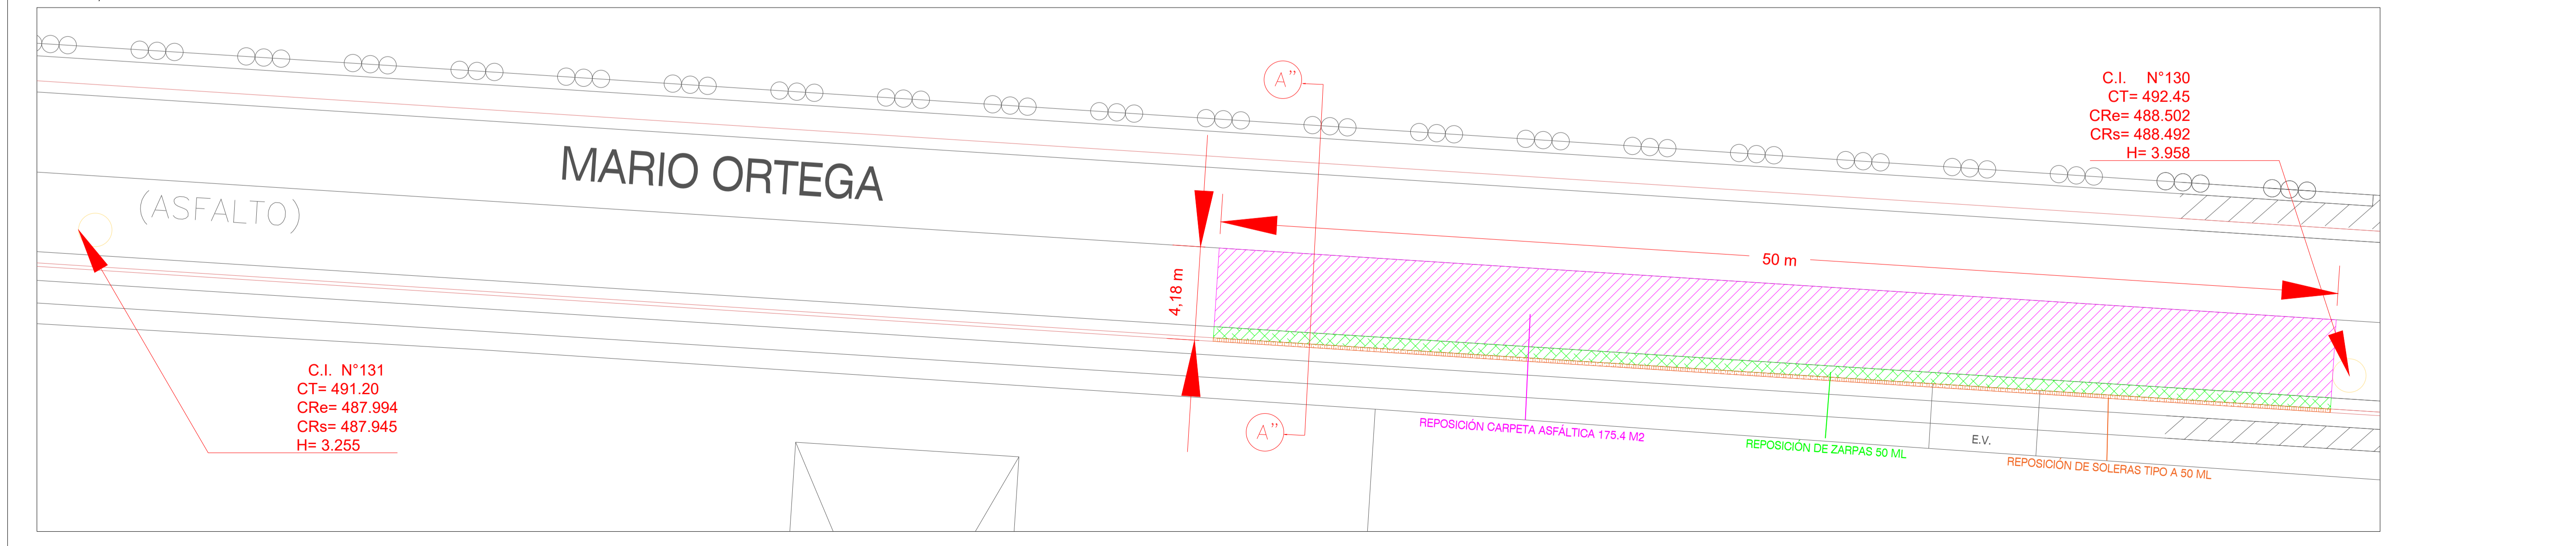 MARIO ORTEGA
(ASFALTO)
A"
C.I. N°130
CT= 492.45
CRe= 488.502
CRs= 488.492
H= 3.958
50 m
4,18 m
C.I. N°131
CT= 491.20
CRe= 487.994
CRs= 487.945
H= 3.255
A"
REPOSICIÓN CARPETA ASFÁLTICA 175.4 M2
REPOSICIÓN DE ZARPAS 50 ML
E.V.
REPOSICIÓN DE SOLERAS TIPO A 50 ML